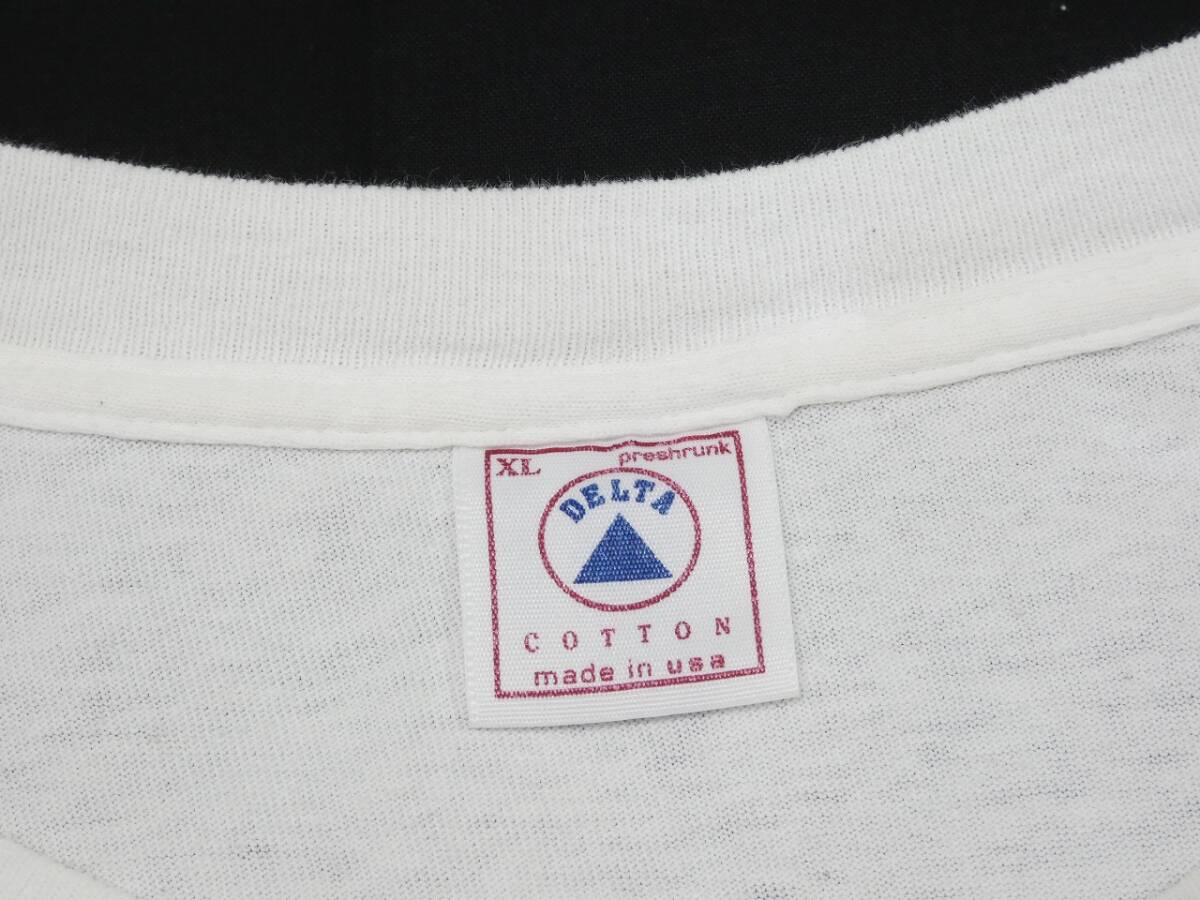 XL preshrunk
DELTA
COTTON
made in usa